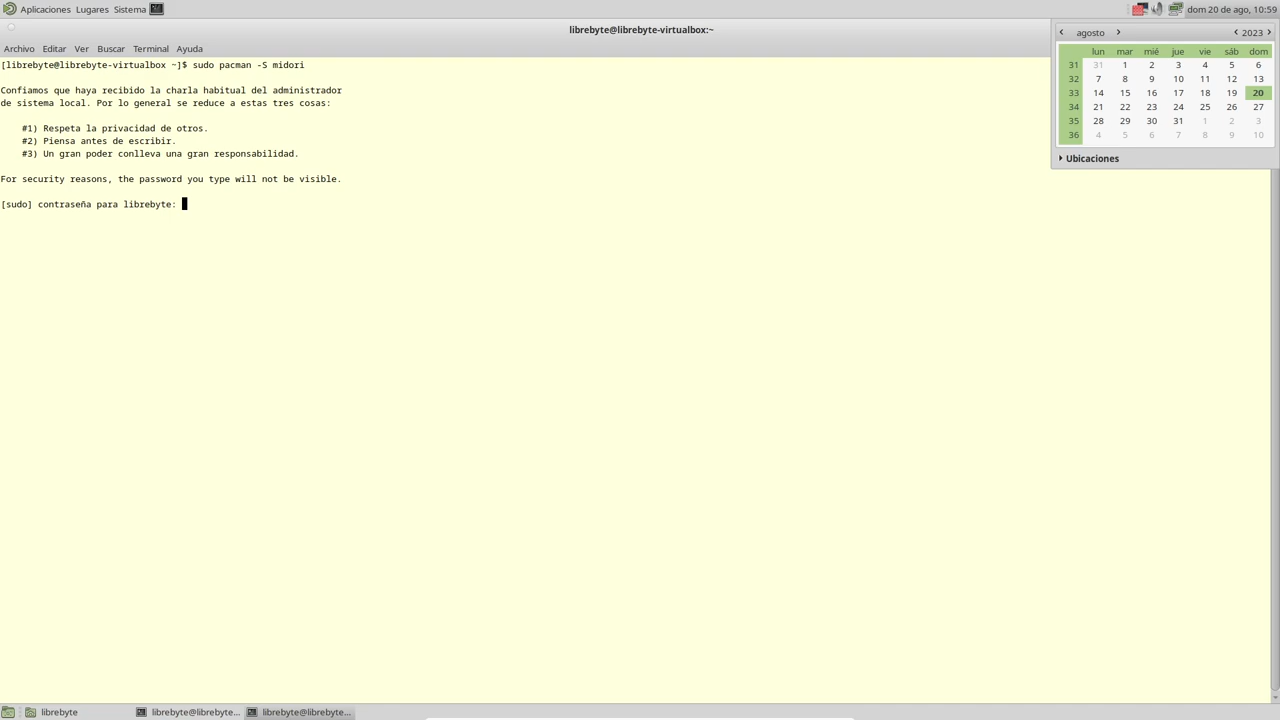 Aplicaciones Lugares Sistema dom 20 de ago, 10:59
librebyte@librebyte-virtualbox:~
Archivo Editar Ver Buscar Terminal Ayuda
[librebyte@librebyte-virtualbox ~]$ sudo pacman -S midori
Confiamos que haya recibido la charla habitual del administrador
de sistema local. Por lo general se reduce a estas tres cosas:
#1) Respeta la privacidad de otros.
#2) Piensa antes de escribir.
#3) Un gran poder conlleva una gran responsabilidad.
For security reasons, the password you type will not be visible.
[sudo] contraseña para librebyte:
agosto 2023
lun mar mié jue vie sáb dom
31 31 1 2 3 4 5 6
32 7 8 9 10 11 12 13
33 14 15 16 17 18 19 20
34 21 22 23 24 25 26 27
35 28 29 30 31 1 2 3
36 4 5 6 7 8 9 10
Ubicaciones
librebyte librebyte@librebyte... librebyte@librebyte...